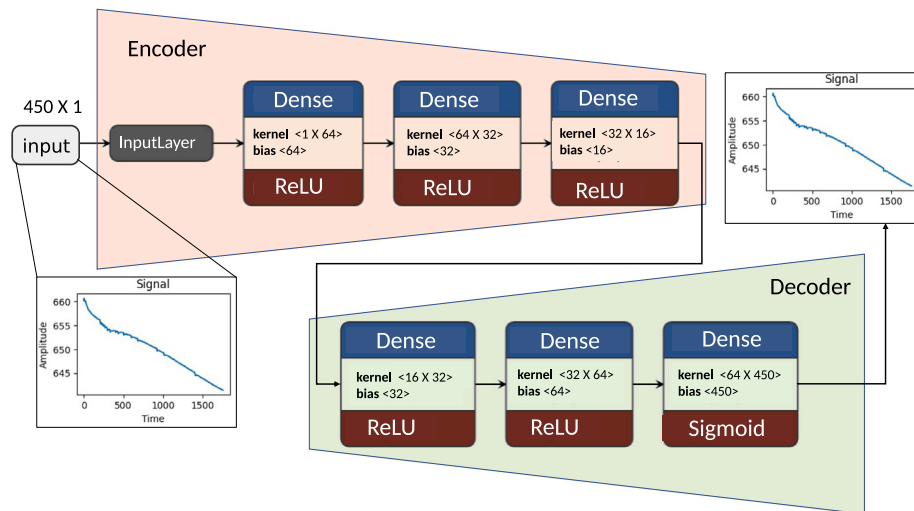 Encoder
450 X 1
input
InputLayer
Dense
kernel <1 X 64>
bias <64>
ReLU
Dense
kernel <64 X 32>
bias <32>
ReLU
Dense
kernel <32 X 16>
bias <16>
ReLU
Signal
Amplitude
660
655
650
645
0 500 1000 1500
Time
Signal
Amplitude
660
655
650
645
0 500 1000 1500
Time
Decoder
Dense
kernel <16 X 32>
bias <32>
ReLU
Dense
kernel <32 X 64>
bias <64>
ReLU
Dense
kernel <64 X 450>
bias <450>
Sigmoid